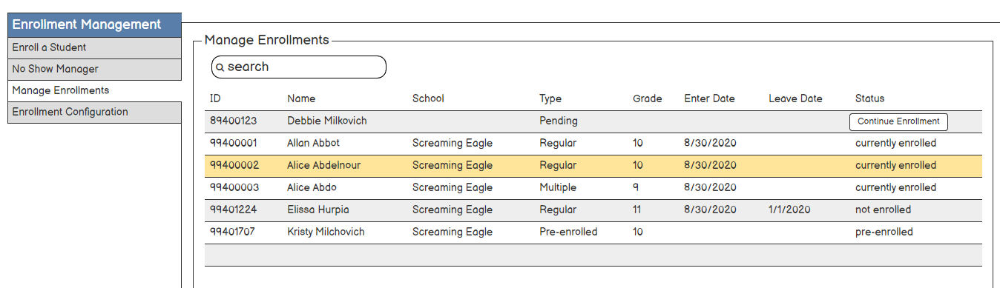 Enrollment Management
Enroll a Student
No Show Manager
Manage Enrollments
Enrollment Configuration
Manage Enrollments
search
ID Name School Type Grade Enter Date Leave Date Status
89400123 Debbie Milkovich Pending Continue Enrollment
99400001 Allan Abbot Screaming Eagle Regular 10 8/30/2020 currently enrolled
99400002 Alice Abdelnour Screaming Eagle Regular 10 8/30/2020 currently enrolled
99400003 Alice Abdo Screaming Eagle Multiple 9 8/30/2020 currently enrolled
99401224 Elissa Hurpia Screaming Eagle Regular 11 8/30/2020 1/1/2020 not enrolled
99401707 Kristy Milchovich Screaming Eagle Pre-enrolled 10 pre-enrolled